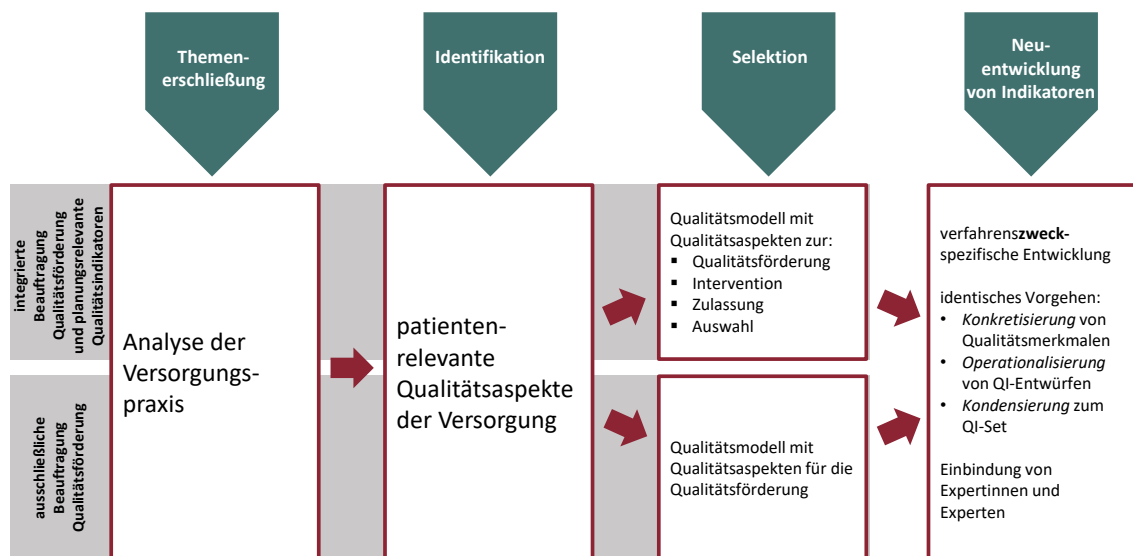 Themen-
erschließung
Identifikation
Selektion
Neu-
entwicklung
von Indikatoren
integrierte
Beauftragung
Qualitätsförderung
und planungsrelevante
Qualitätsindikatoren
ausschließliche
Beauftragung
Qualitätsförderung
Analyse der
Versorgungs-
praxis
patienten-
relevante
Qualitätsaspekte
der Versorgung
Qualitätsmodell mit
Qualitätsaspekten zur:
▪ Qualitätsförderung
▪ Intervention
▪ Zulassung
▪ Auswahl
Qualitätsmodell mit
Qualitätsaspekten für die
Qualitätsförderung
verfahrenszweck-
spezifische Entwicklung
identisches Vorgehen:
• Konkretisierung von
Qualitätsmerkmalen
• Operationalisierung
von QI-Entwürfen
• Kondensierung zum
QI-Set
Einbindung von
Expertinnen und
Experten